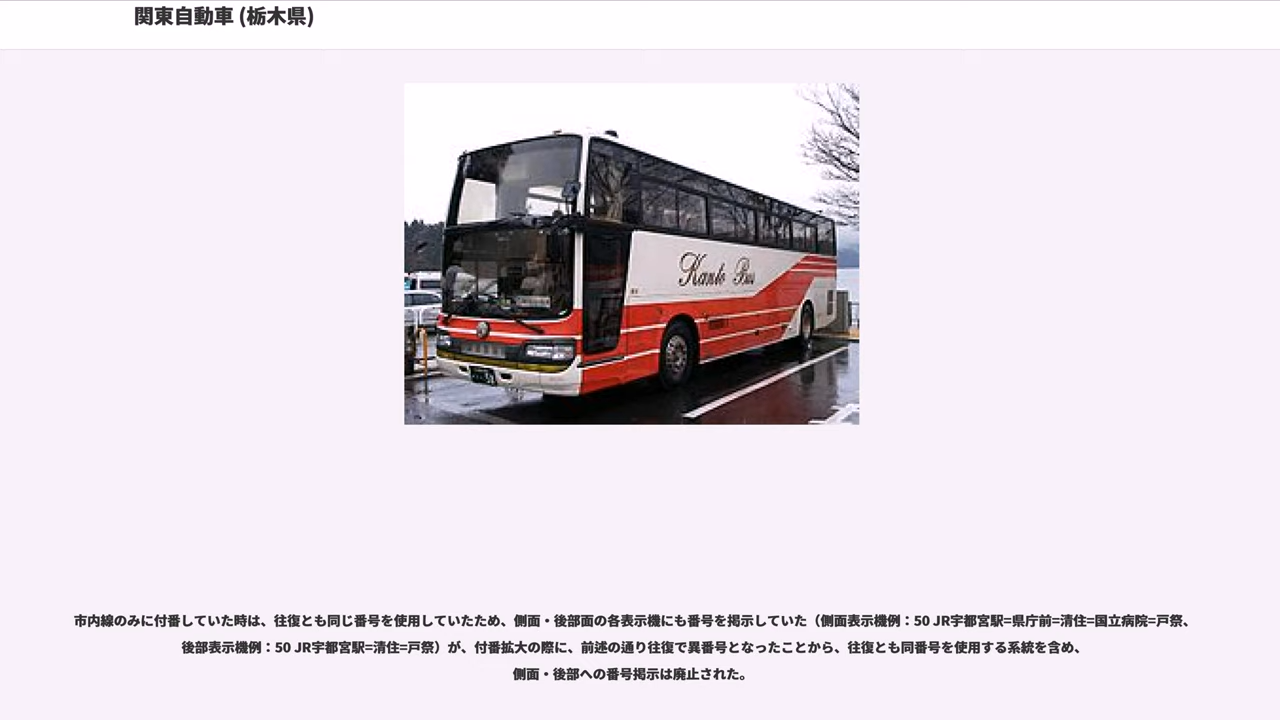 関東自動車 (栃木県)
Kanto Bus
市内線のみに付番していた時は、往復とも同じ番号を使用していたため、側面・後部面の各表示機にも番号を掲示していた（側面表示機例：50 JR宇都宮駅=県庁前=清住=国立病院=戸祭、
後部表示機例：50 JR宇都宮駅=清住=戸祭）が、付番拡大の際に、前述の通り往復で異番号となったことから、往復とも同番号を使用する系統を含め、
側面・後部への番号掲示は廃止された。